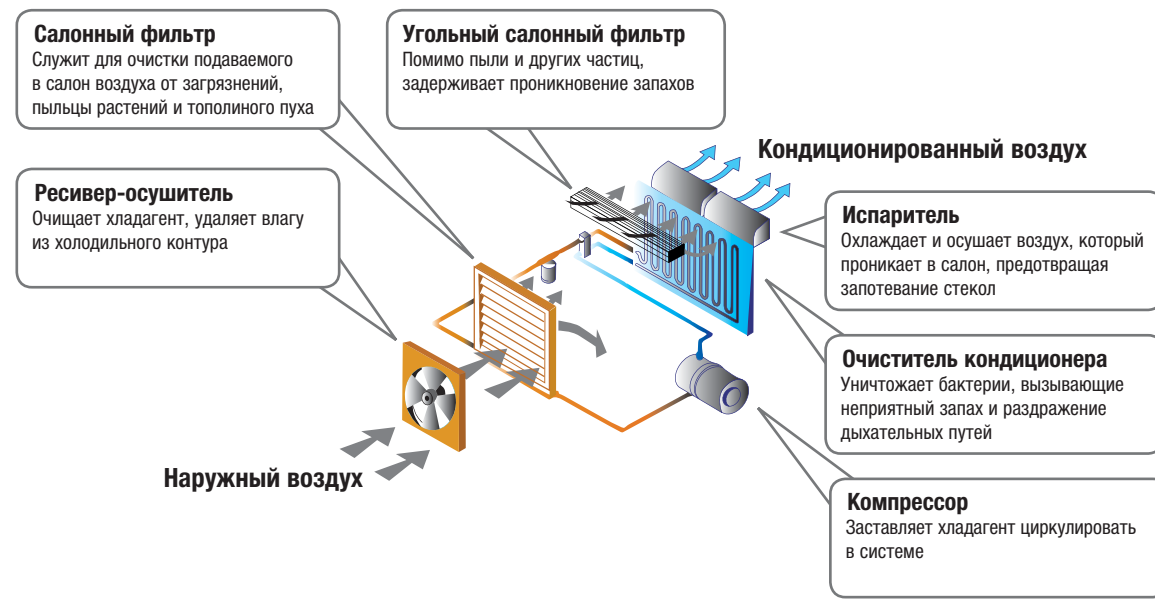 Салонный фильтр
Служит для очистки подаваемого
в салон воздуха от загрязнений,
пыльцы растений и тополиного пуха
Угольный салонный фильтр
Помимо пыли и других частиц,
задерживает проникновение запахов
Кондиционированный воздух
Ресивер-осушитель
Очищает хладагент, удаляет влагу
из холодильного контура
Испаритель
Охлаждает и осушает воздух, который
проникает в салон, предотвращая
запотевание стекол
Очиститель кондиционера
Уничтожает бактерии, вызывающие
неприятный запах и раздражение
дыхательных путей
Наружный воздух
Компрессор
Заставляет хладагент циркулировать
в системе